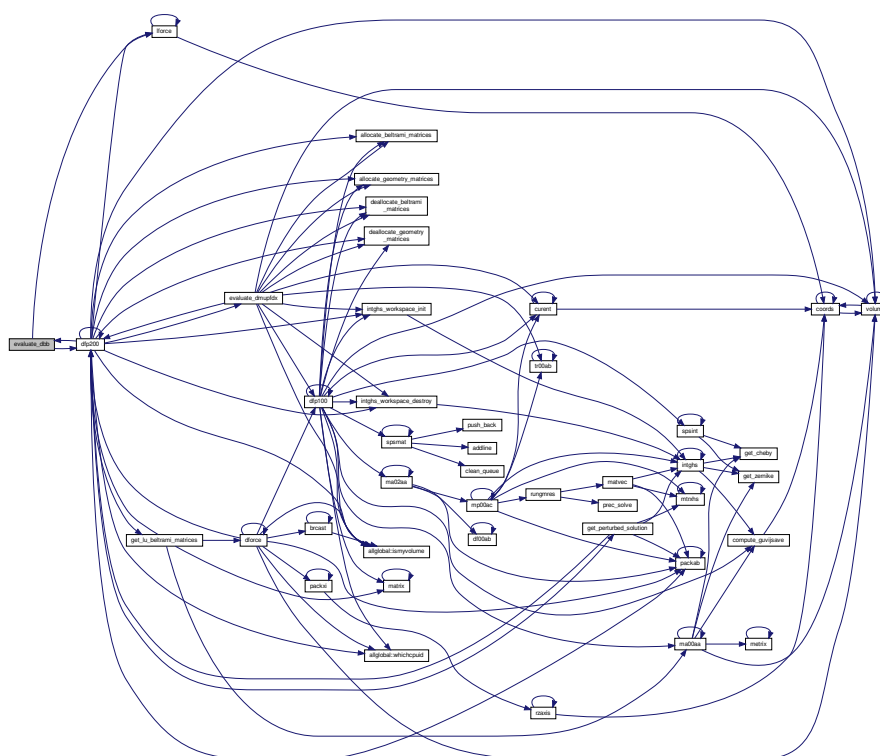 lforce
allocate_beltrami_matrices
allocate_geometry_matrices
deallocate_beltrami
_matrices
deallocate_geometry
_matrices
evaluate_dmupfdx
intghs_workspace_init
curent
coords
evaluate_dbb
dfp200
tr00ab
dfp100
intghs_workspace_destroy
push_back
spsint
spsmat
addline
get_cheby
clean_queue
intghs
get_zernike
ma02aa
matvec
rungmres
mtrxhs
mp00ac
prec_solve
brcast
get_perturbed_solution
get_lu_beltrami_matrices
dforce
df00ab
compute_guvijsave
allglobal::ismyvolume
packab
packxi
matrix
ma00aa
metrix
allglobal::whichcpuid
rzaxis